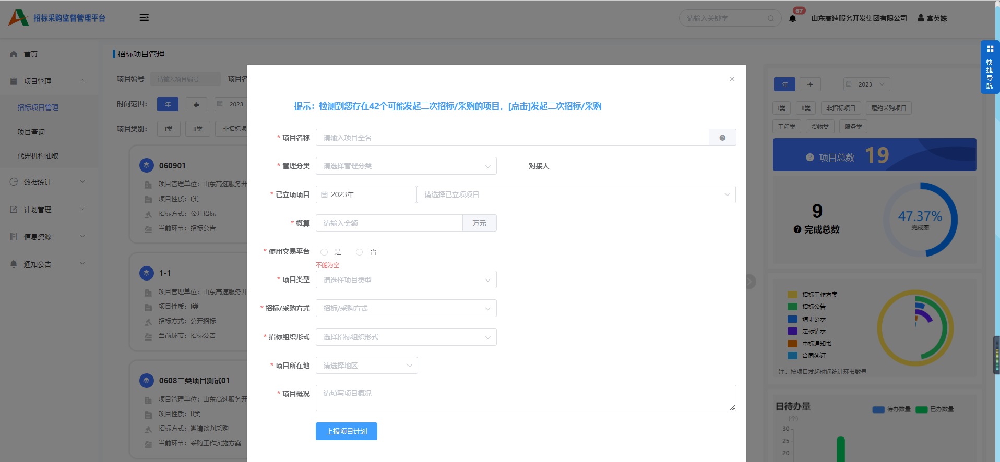 招标采购监督管理平台
请输入关键字
67
山东高速服务开发集团有限公司
宫英姝
首页
项目管理
招标项目管理
项目查询
代理机构抽取
数据统计
计划管理
信息资源
通知公告
招标项目管理
项目编号 请输入项目编号 项目名
时间范围： 年 季 2023
项目类别： I类 II类 非招标项
060901
项目管理单位：山东高速服务开
项目性质：I类
招标方式：公开招标
当前环节：招标公告
1-1
项目管理单位：山东高速服务开
项目性质：I类
招标方式：公开招标
当前环节：招标公告
0608二类项目测试01
项目管理单位：山东高速服务开
项目性质：II类
招标方式：邀请谈判采购
当前环节：采购工作实施方案
提示：检测到您存在42个可能发起二次招标/采购的项目，[点击]发起二次招标/采购
* 项目名称 请输入项目全名
* 管理分类 请选择管理分类 对接人
* 已立项项目 2023年 请选择已立项项目
* 概算 请输入金额 万元
* 使用交易平台 是 否
不能为空
* 项目类型 请选择项目类型
* 招标/采购方式 招标/采购方式
* 招标组织形式 选择招标组织形式
* 项目所在地 请选择地区
* 项目概况 请填写项目概况
上报项目计划
年 季 2023
I类 II类 非招标项目 履约采购项目
工程类 货物类 服务类
项目总数 19
9
完成总数
47.37%
完成率
招标工作方案
招标公告
结果公示
定标请示
中标通知书
合同签订
注：按项目发起时间统计环节数量
日待办量
待办数量 已办数量
(个)
30
25
20
快捷导航